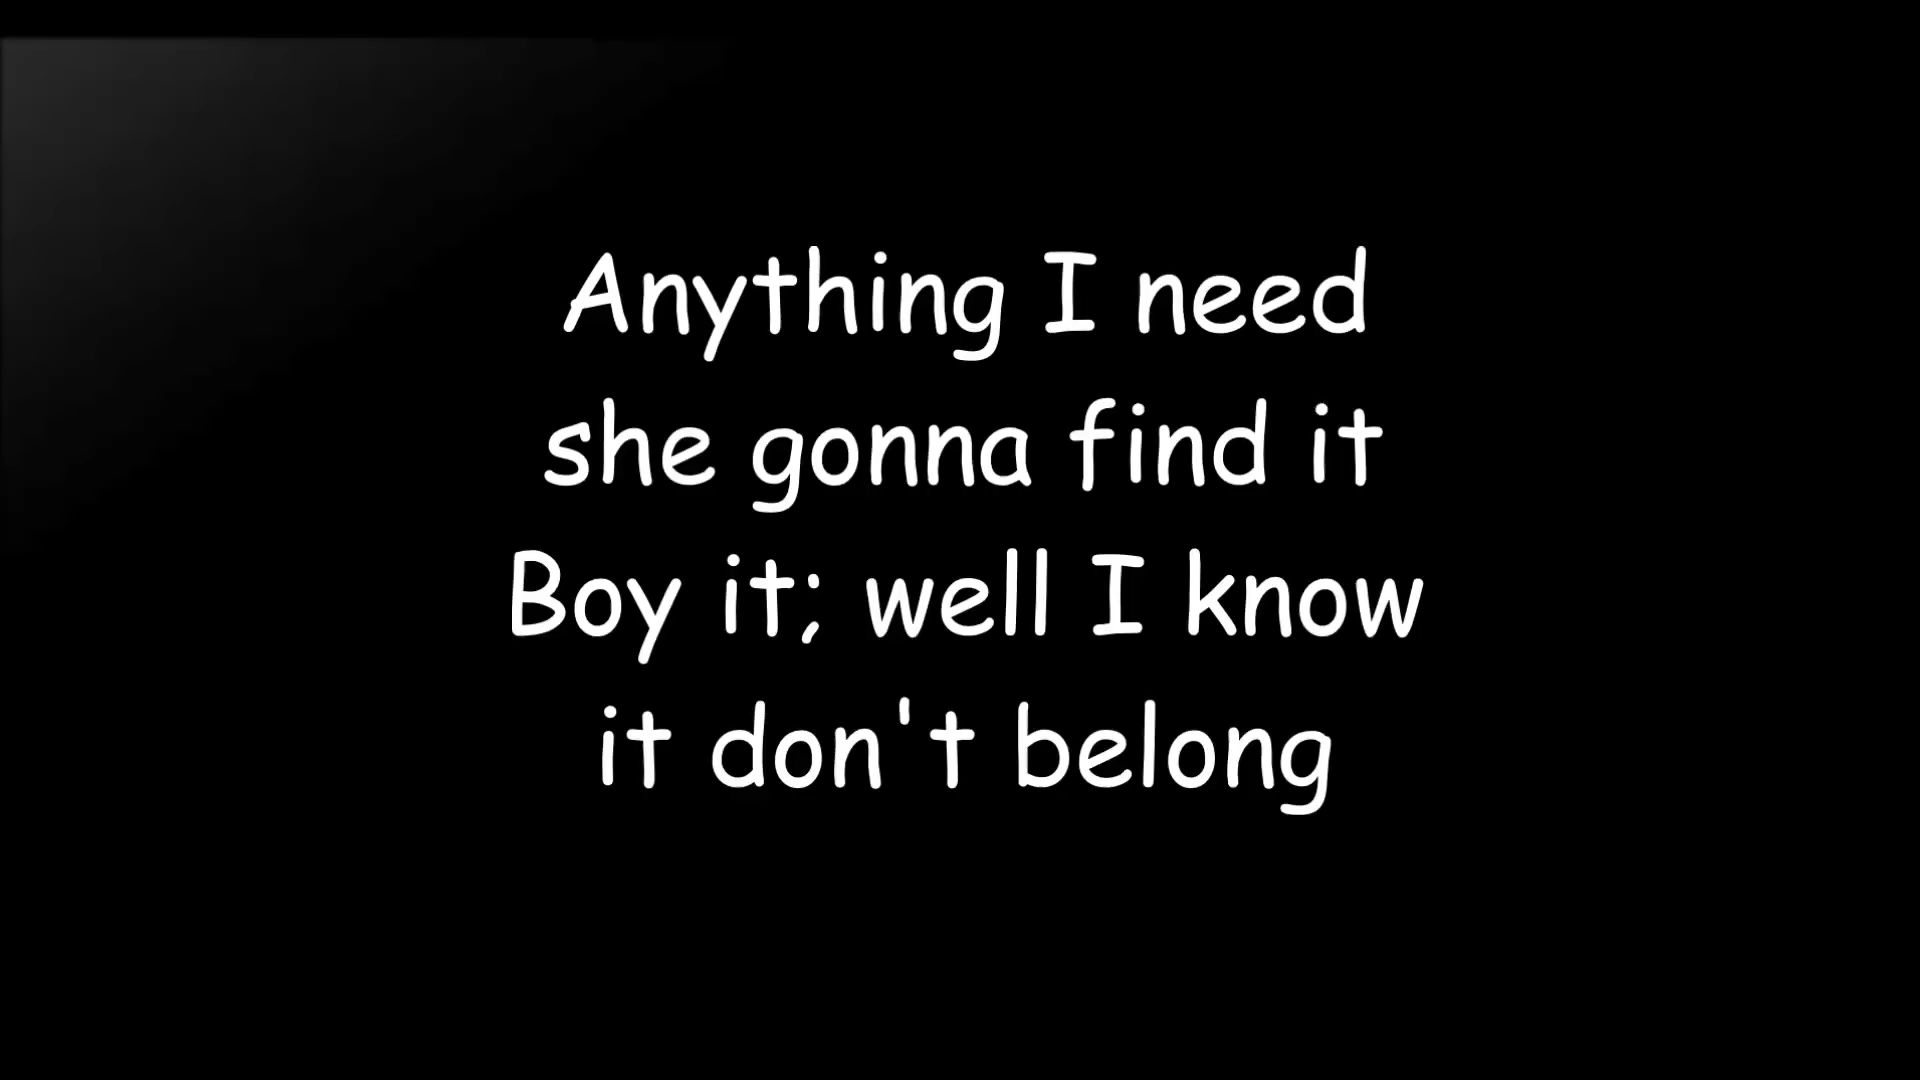 Anything I need
she gonna find it
Boy it; well I know
it don't belong